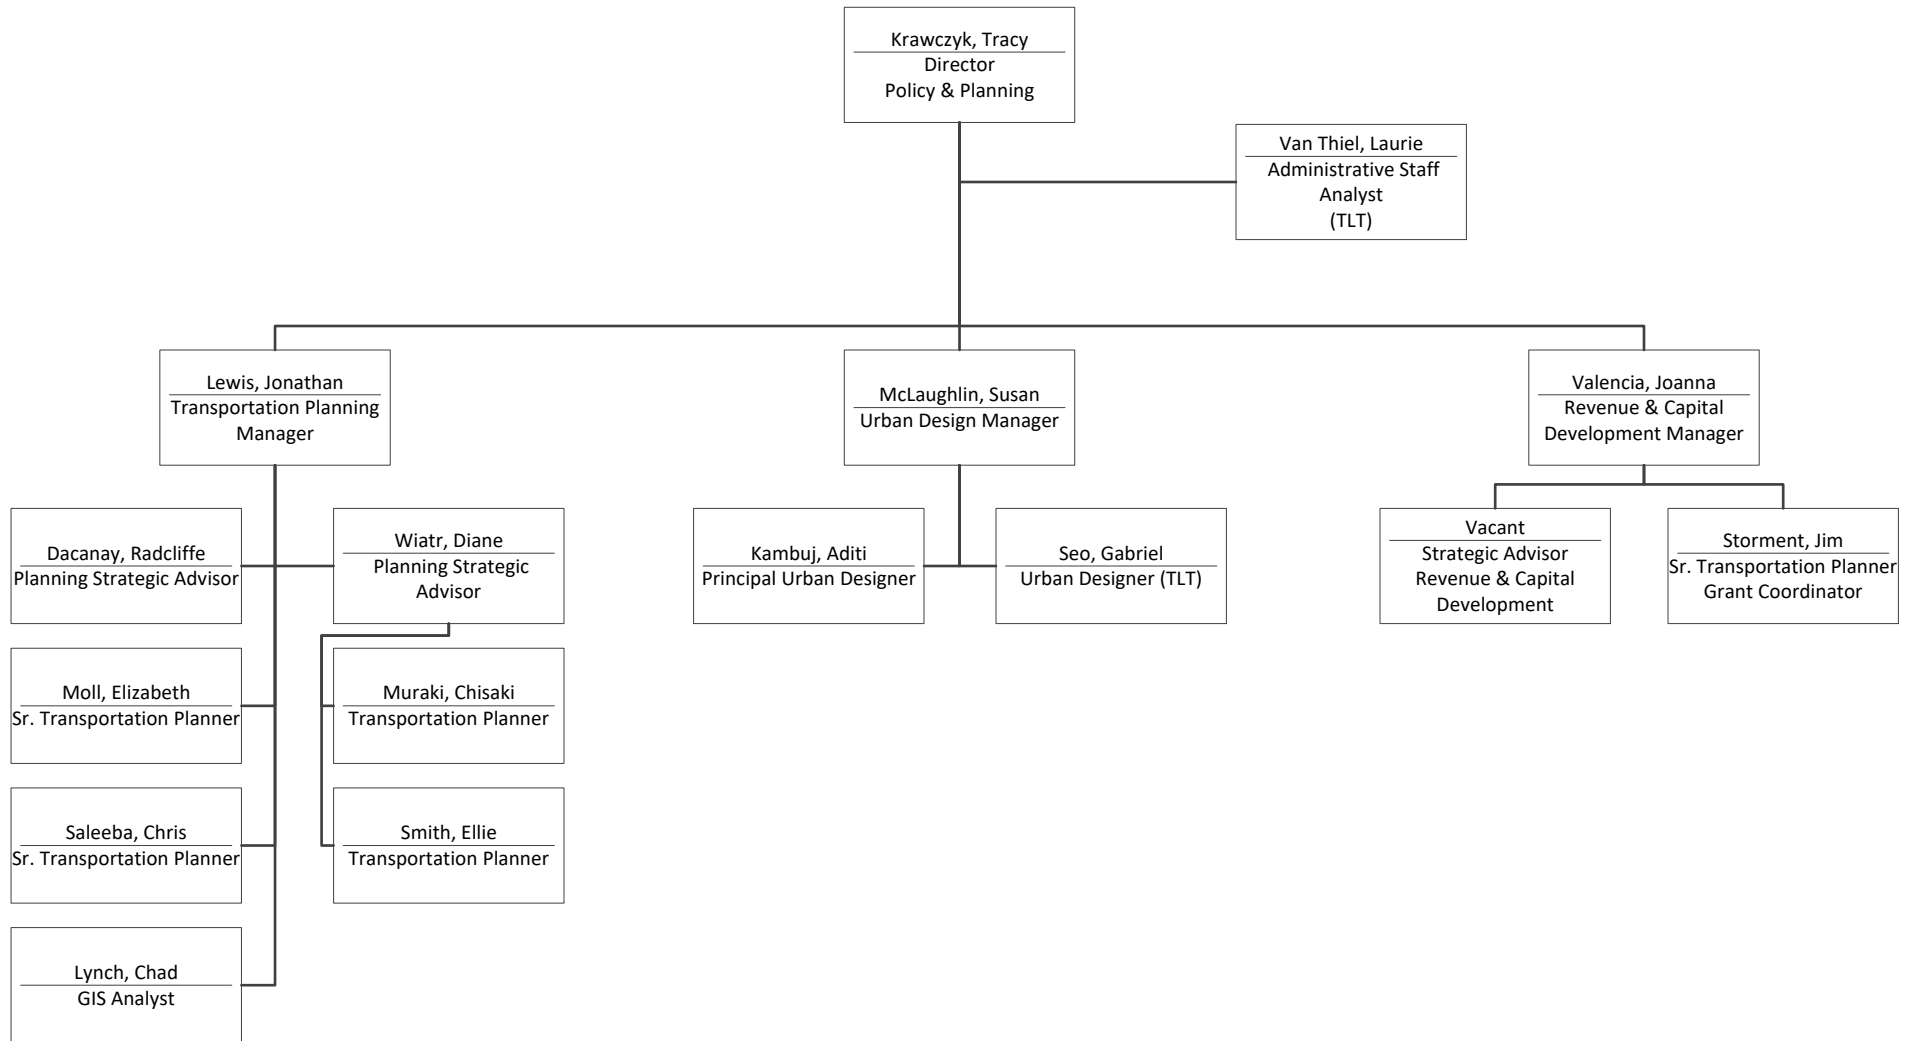 Krawczyk, Tracy
Director
Policy & Planning
Van Thiel, Laurie
Administrative Staff
Analyst
(TLT)
Lewis, Jonathan
Transportation Planning
Manager
McLaughlin, Susan
Urban Design Manager
Valencia, Joanna
Revenue & Capital
Development Manager
Dacanay, Radcliffe
Planning Strategic Advisor
Wiatr, Diane
Planning Strategic
Advisor
Kambuj, Aditi
Principal Urban Designer
Seo, Gabriel
Urban Designer (TLT)
Vacant
Strategic Advisor
Revenue & Capital
Development
Storment, Jim
Sr. Transportation Planner
Grant Coordinator
Moll, Elizabeth
Sr. Transportation Planner
Muraki, Chisaki
Transportation Planner
Saleeba, Chris
Sr. Transportation Planner
Smith, Ellie
Transportation Planner
Lynch, Chad
GIS Analyst